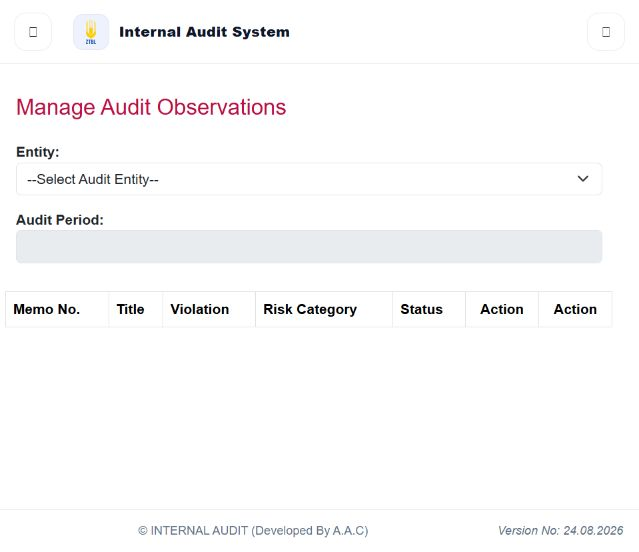 ZTBL
Internal Audit System
Manage Audit Observations
Entity:
--Select Audit Entity--
Audit Period:
Memo No. Title Violation Risk Category Status Action Action
© INTERNAL AUDIT (Developed By A.A.C) Version No: 24.08.2026